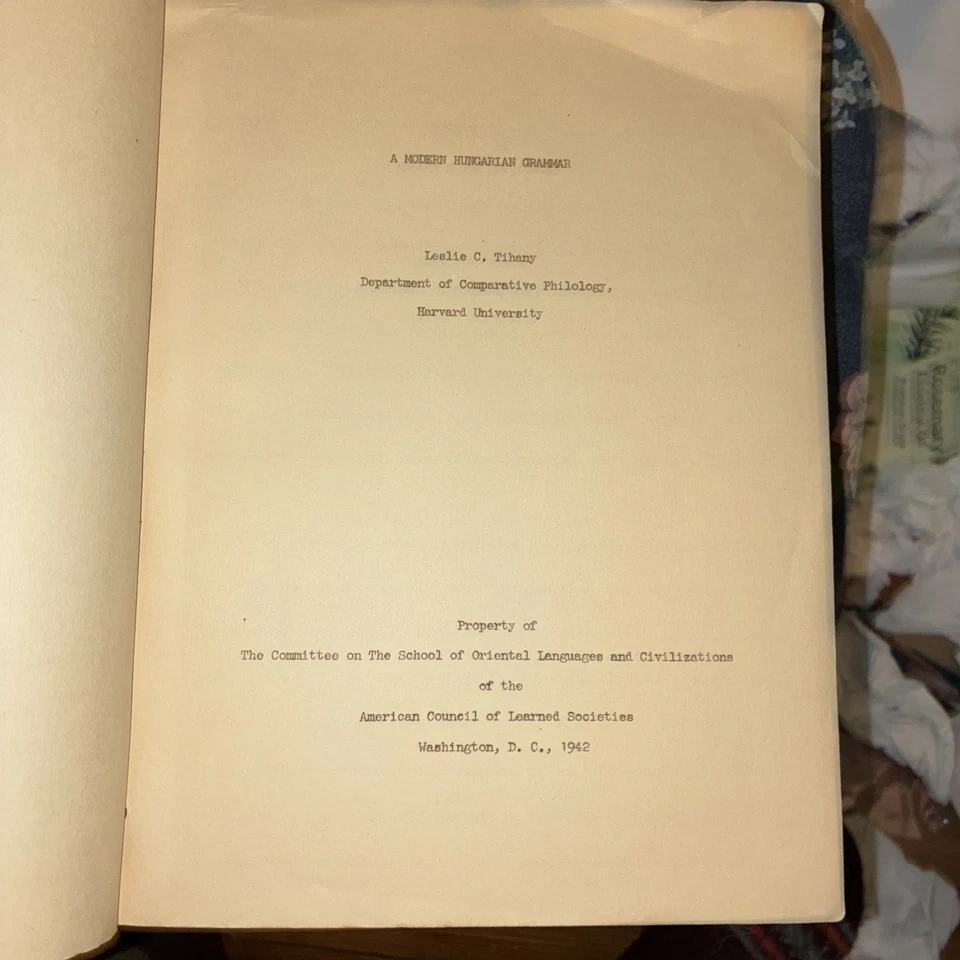 A MODERN HUNGARIAN GRAMMAR
Leslie C. Tihany
Department of Comparative Philology,
Harvard University
Property of
The Committee on The School of Oriental Languages and Civilizations
of the
American Council of Learned Societies
Washington, D. C., 1942
Rosemary